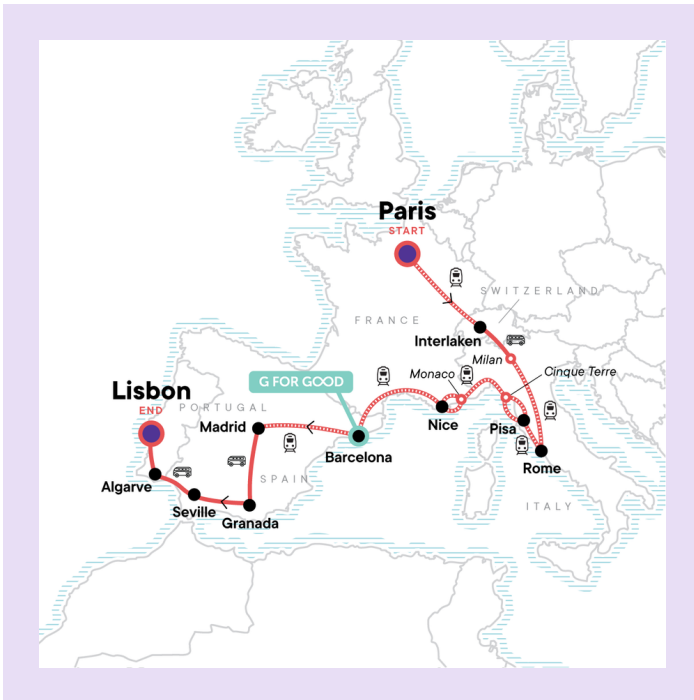 Paris
START
SWITZERLAND
FRANCE
Interlaken
Milan
Monaco
Cinque Terre
G FOR GOOD
Lisbon
END
PORTUGAL
Madrid
Nice
Pisa
Barcelona
Rome
SPAIN
Algarve
Seville
Granada
ITALY